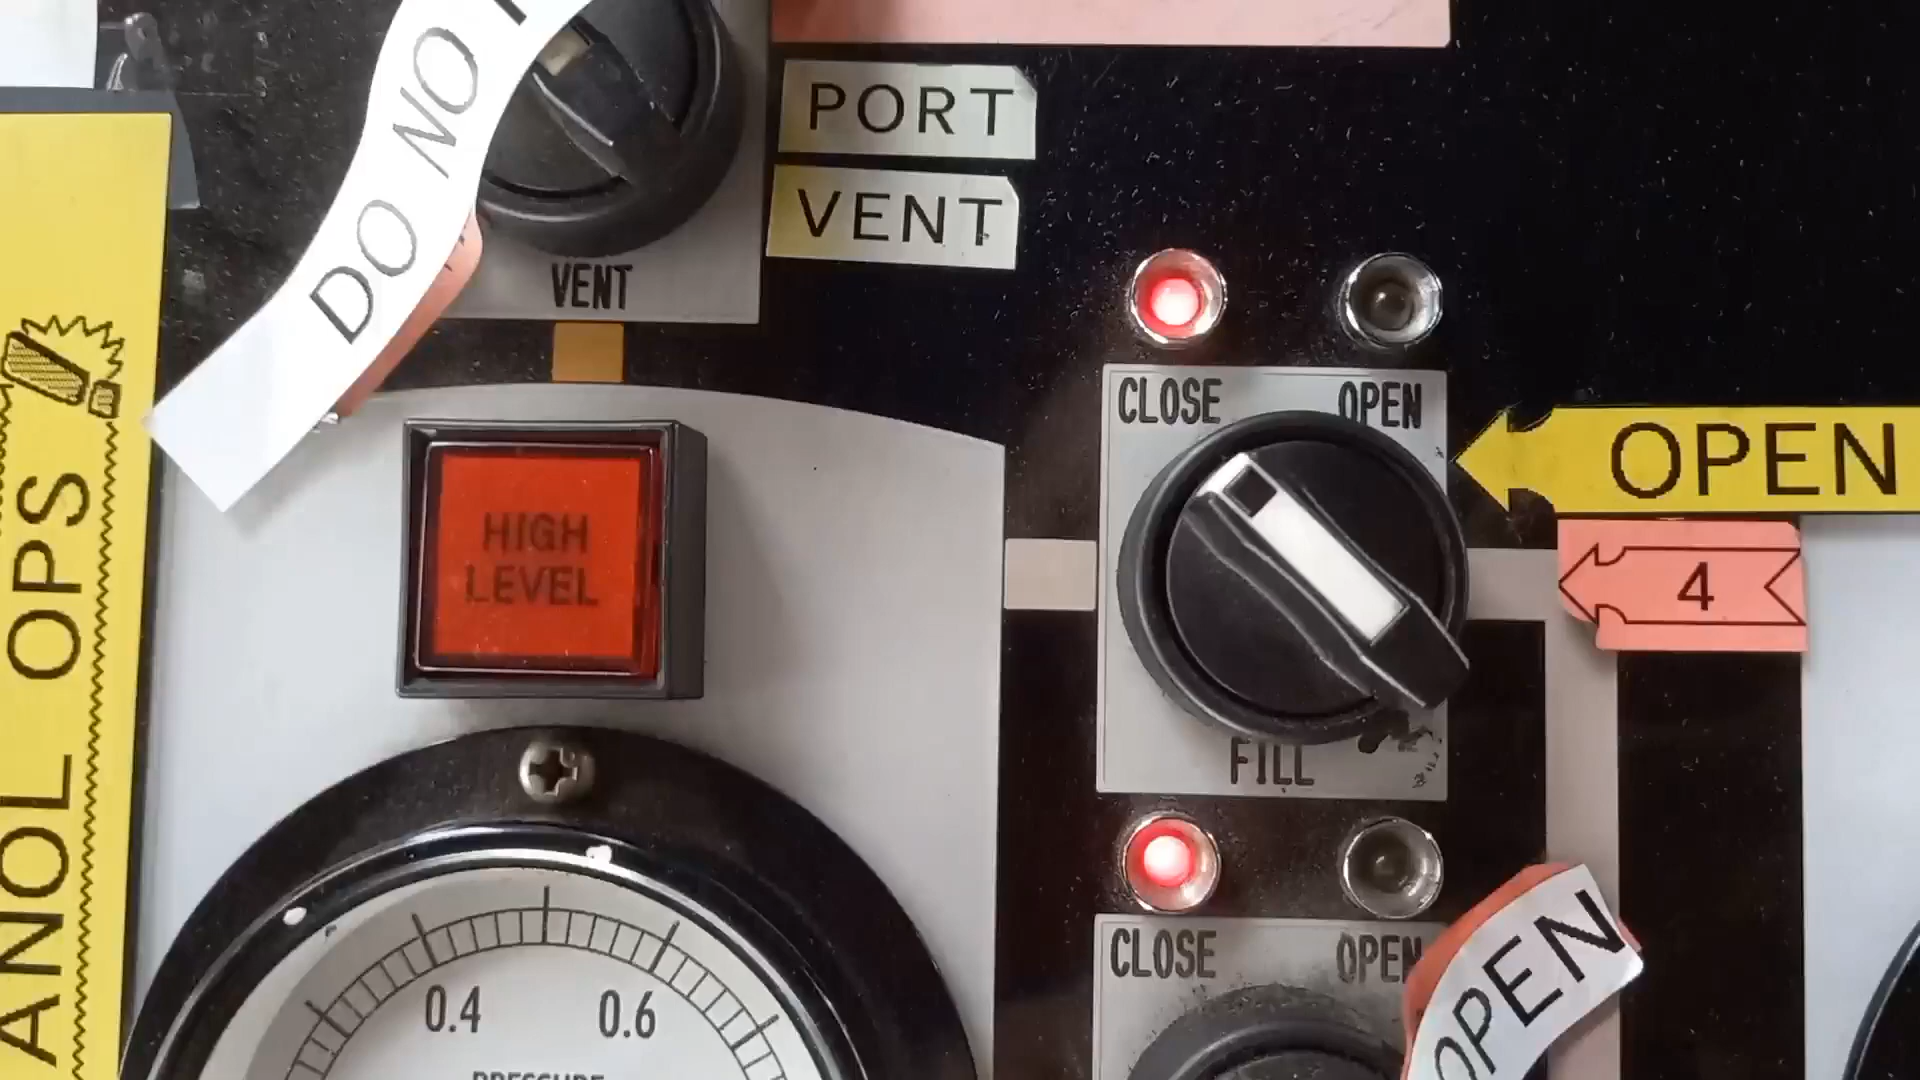 DO NO
PORT
VENT
VENT
CLOSE OPEN
OPEN
HIGH
LEVEL
4
FILL
ANOL OPS
CLOSE OPEN
OPEN
0.4 0.6
PRESSURE